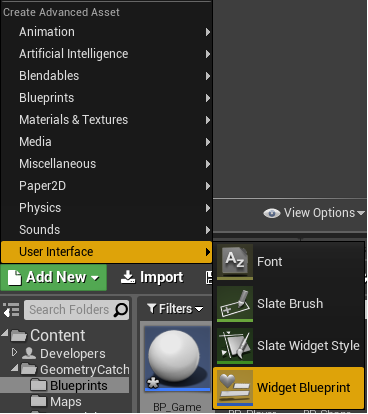 Create Advanced Asset
Animation
Artificial Intelligence
Blendables
Blueprints
Materials & Textures
Media
Miscellaneous
Paper2D
Physics
Sounds
User Interface
View Options
Font
Slate Brush
Slate Widget Style
Widget Blueprint
Add New
Import
Search Folders
Filters
Content
Developers
GeometryCatch
Blueprints
Maps
BP_Game